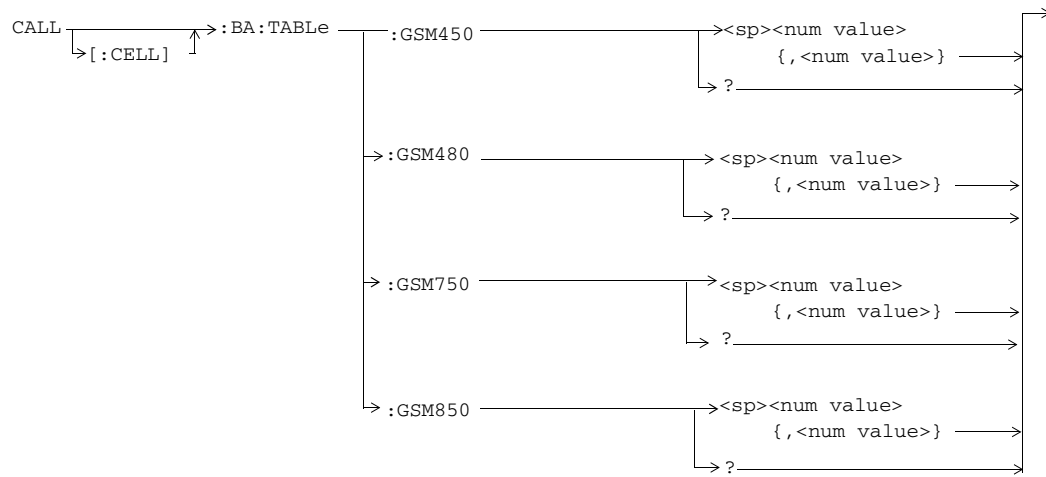 CALL :BA:TABLe :GSM450 <sp><num value>
[:CELL] {,<num value>}
?
:GSM480 <sp><num value>
{,<num value>}
?
:GSM750 <sp><num value>
{,<num value>}
?
:GSM850 <sp><num value>
{,<num value>}
?